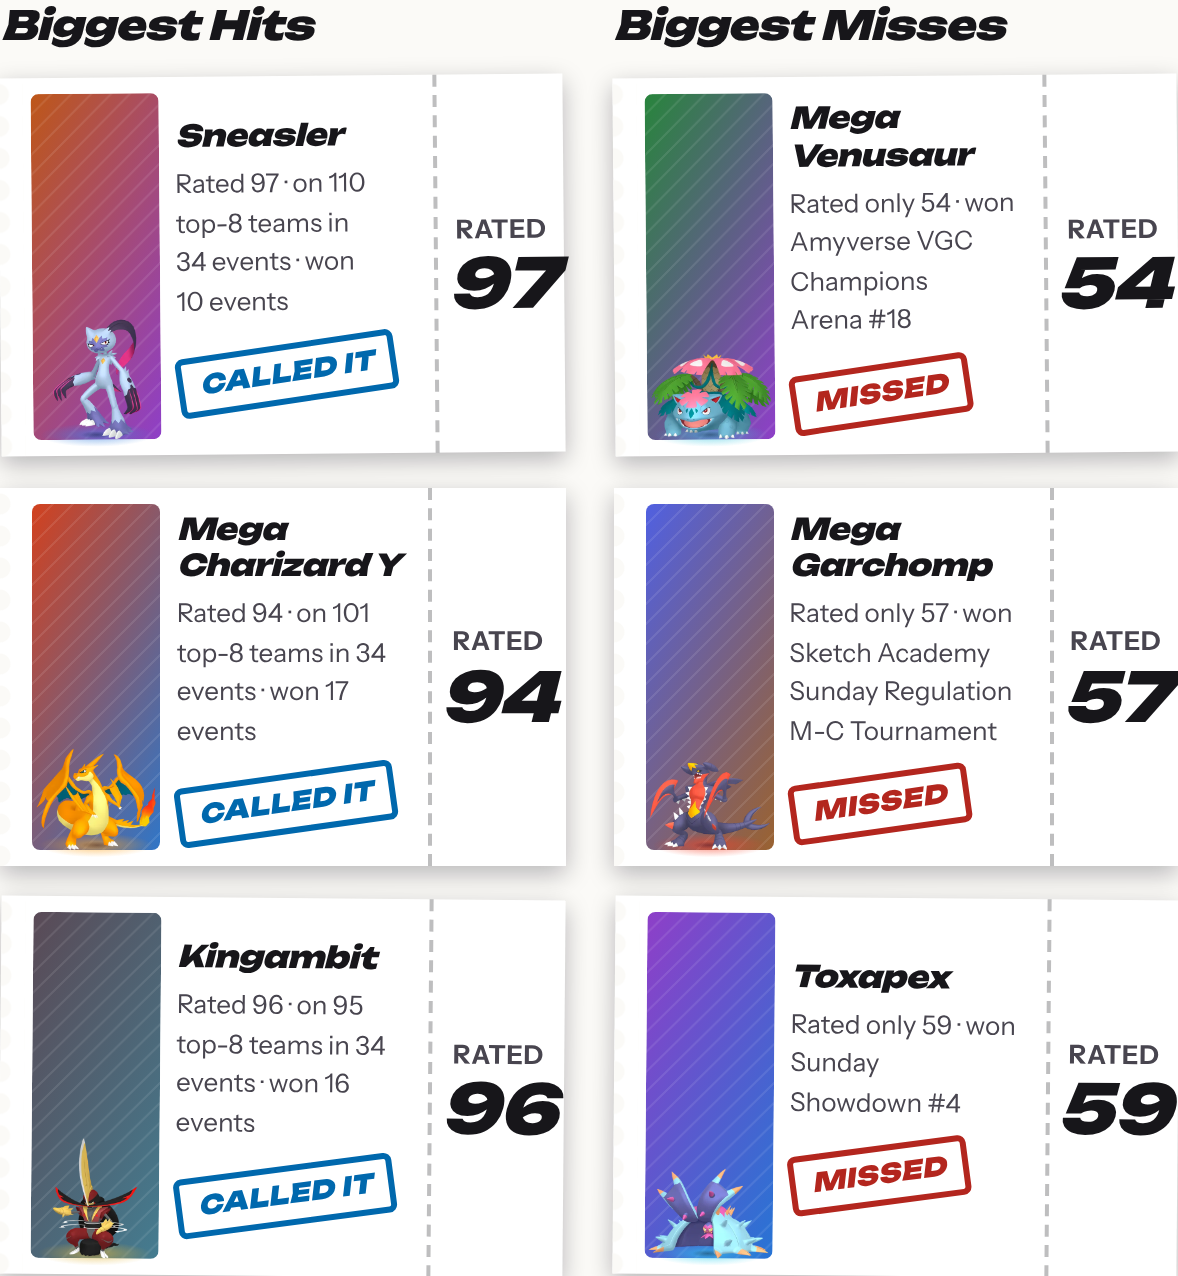 Biggest Hits
Sneasler
Rated 97 · on 110
top-8 teams in
34 events · won
10 events
CALLED IT
RATED
97
Mega
Charizard Y
Rated 94 · on 101
top-8 teams in 34
events · won 17
events
CALLED IT
RATED
94
Kingambit
Rated 96 · on 95
top-8 teams in 34
events · won 16
events
CALLED IT
RATED
96
Biggest Misses
Mega
Venusaur
Rated only 54 · won
Amyverse VGC
Champions
Arena #18
MISSED
RATED
54
Mega
Garchomp
Rated only 57 · won
Sketch Academy
Sunday Regulation
M-C Tournament
MISSED
RATED
57
Toxapex
Rated only 59 · won
Sunday
Showdown #4
MISSED
RATED
59